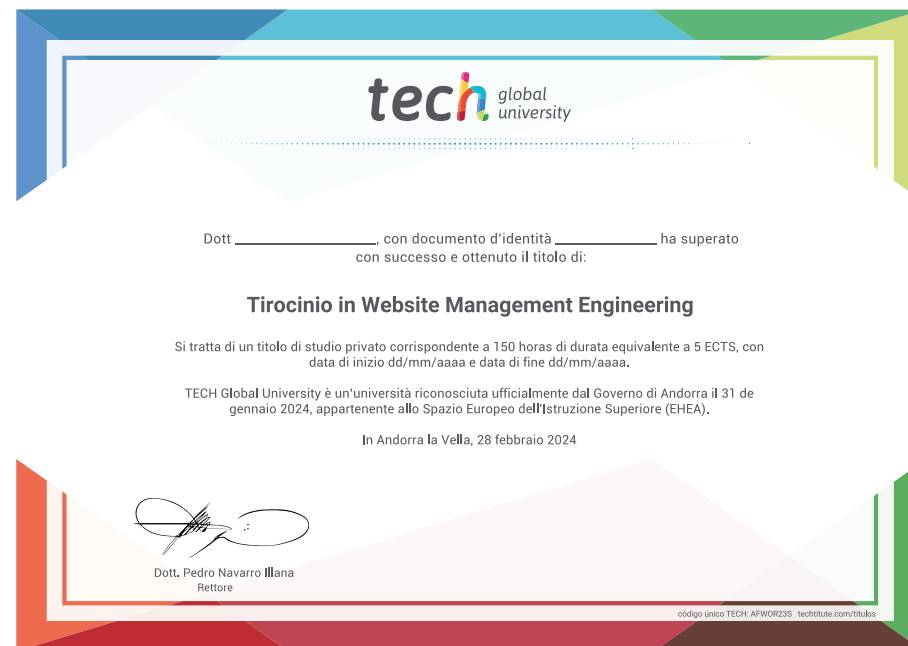 tech global university
Dott ________________, con documento d'identità ________________ ha superato
con successo e ottenuto il titolo di:
Tirocinio in Website Management Engineering
Si tratta di un titolo di studio privato corrispondente a 150 horas di durata equivalente a 5 ECTS, con
data di inizio dd/mm/aaaa e data di fine dd/mm/aaaa.
TECH Global University è un'università riconosciuta ufficialmente dal Governo di Andorra il 31 de
gennaio 2024, appartenente allo Spazio Europeo dell'Istruzione Superiore (EHEA).
In Andorra la Vella, 28 febbraio 2024
Dott. Pedro Navarro Illana
Rettore
código único TECH: AFWOR23S techtitute.com/titulos